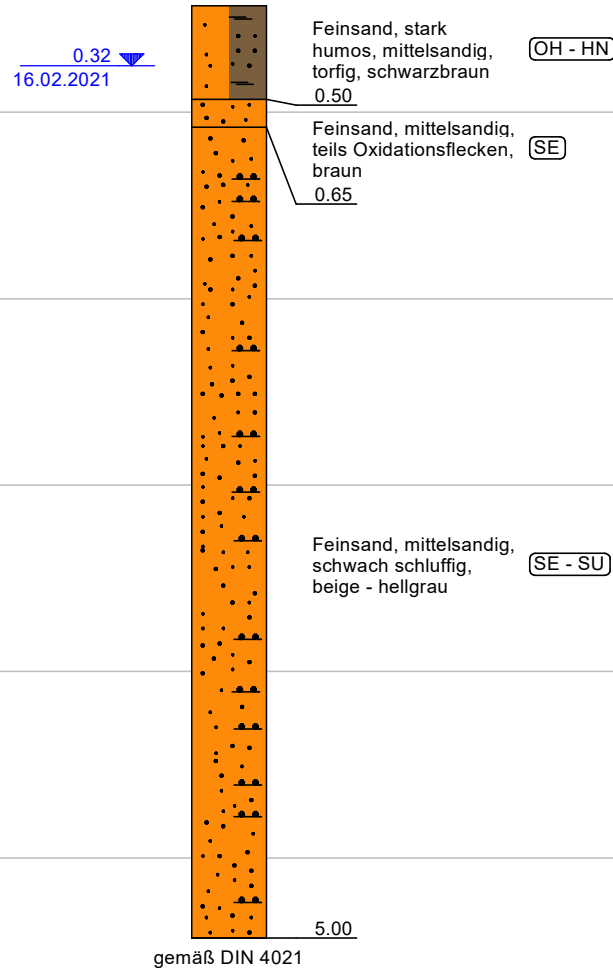 Feinsand, stark
humos, mittelsandig,
torfig, schwarzbraun
OH - HN
0.32
16.02.2021
0.50
Feinsand, mittelsandig,
teils Oxidationsflecken,
braun
SE
0.65
Feinsand, mittelsandig,
schwach schluffig,
beige - hellgrau
SE - SU
5.00
gemäß DIN 4021